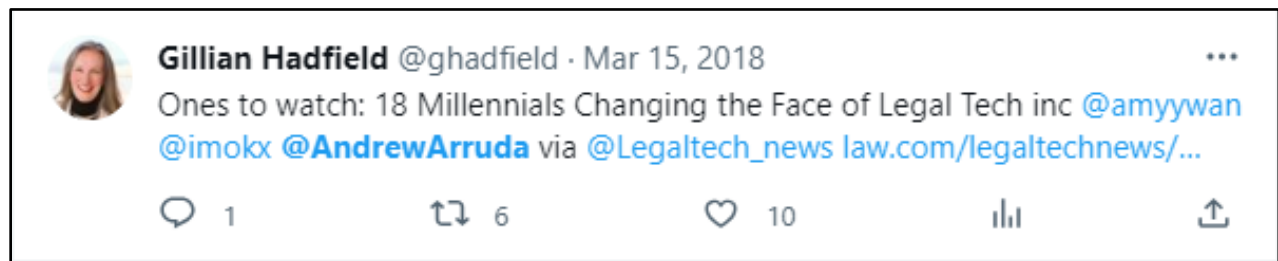 Gillian Hadfield @ghadfield · Mar 15, 2018
Ones to watch: 18 Millennials Changing the Face of Legal Tech inc @amyywan
@imokx @AndrewArruda via @Legaltech_news law.com/legaltechnews/...
1 6 10